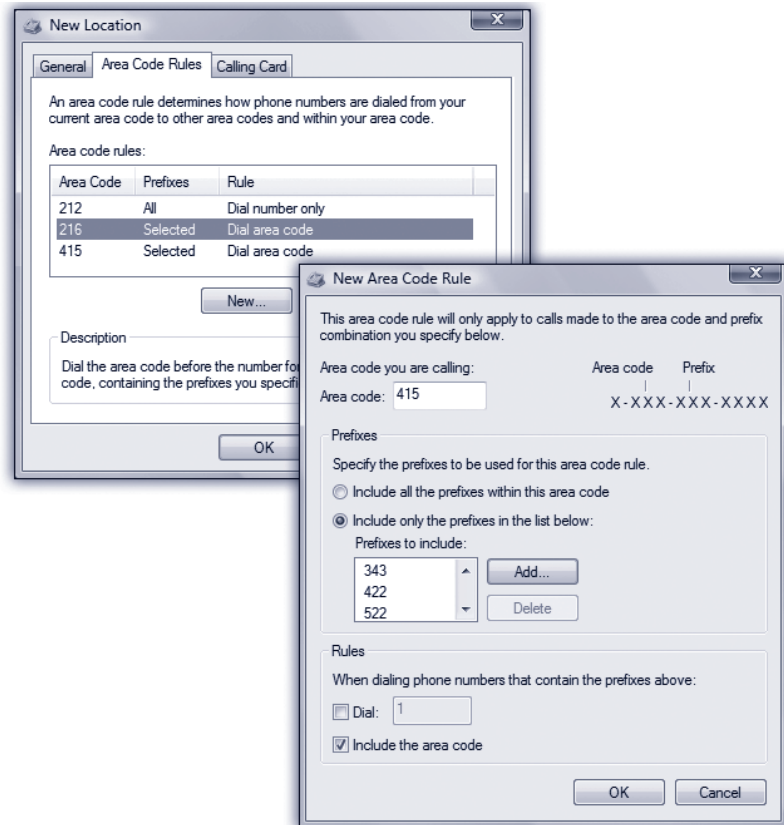 New Location
General Area Code Rules Calling Card
An area code rule determines how phone numbers are dialed from your
current area code to other area codes and within your area code.
Area code rules:
Area Code Prefixes Rule
212 All Dial number only
216 Selected Dial area code
415 Selected Dial area code
New...
Description
Dial the area code before the number for
code, containing the prefixes you specifi
OK
New Area Code Rule
This area code rule will only apply to calls made to the area code and prefix
combination you specify below.
Area code you are calling:
Area code: 415
Area code Prefix
X-XXX-XXX-XXXX
Prefixes
Specify the prefixes to be used for this area code rule.
Include all the prefixes within this area code
Include only the prefixes in the list below:
Prefixes to include:
343
422
522
Add...
Delete
Rules
When dialing phone numbers that contain the prefixes above:
Dial: 1
Include the area code
OK Cancel